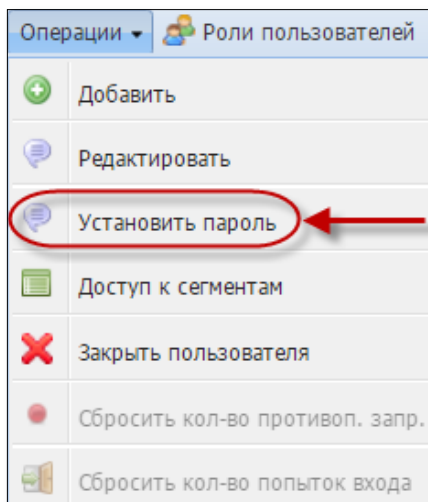 Операции Роли пользователей
Добавить
Редактировать
Установить пароль
Доступ к сегментам
Закрыть пользователя
Сбросить кол-во противоп. запр.
Сбросить кол-во попыток входа